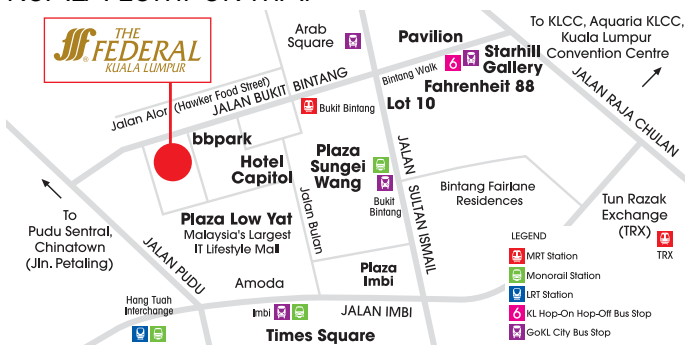 THE
FEDERAL
KUALA LUMPUR
Arab
Square
Pavilion
To KLCC, Aquaria KLCC,
Kuala Lumpur
Convention Centre
Bintang Walk
6
Starhill
Gallery
Fahrenheit 88
JALAN RAJA CHULAN
Jalan Alor (Hawker Food Street)
JALAN BUKIT BINTANG
Bukit Bintang
Lot 10
bbpark
Hotel
Capitol
Plaza
Sungei
Wang
Bukit
Bintang
JALAN SULTAN ISMAIL
Bintang Fairlane
Residences
Tun Razak
Exchange
(TRX)
TRX
To
Pudu Sentral,
Chinatown
(Jln. Petaling)
Plaza Low Yat
Malaysia's Largest
IT Lifestyle Mall
Jalan Bulan
JALAN PUDU
Plaza
Imbi
Amoda
Hang Tuah
Interchange
Imbi
JALAN IMBI
Times Square
LEGEND
MRT Station
Monorail Station
LRT Station
6 KL Hop-On Hop-Off Bus Stop
GoKL City Bus Stop